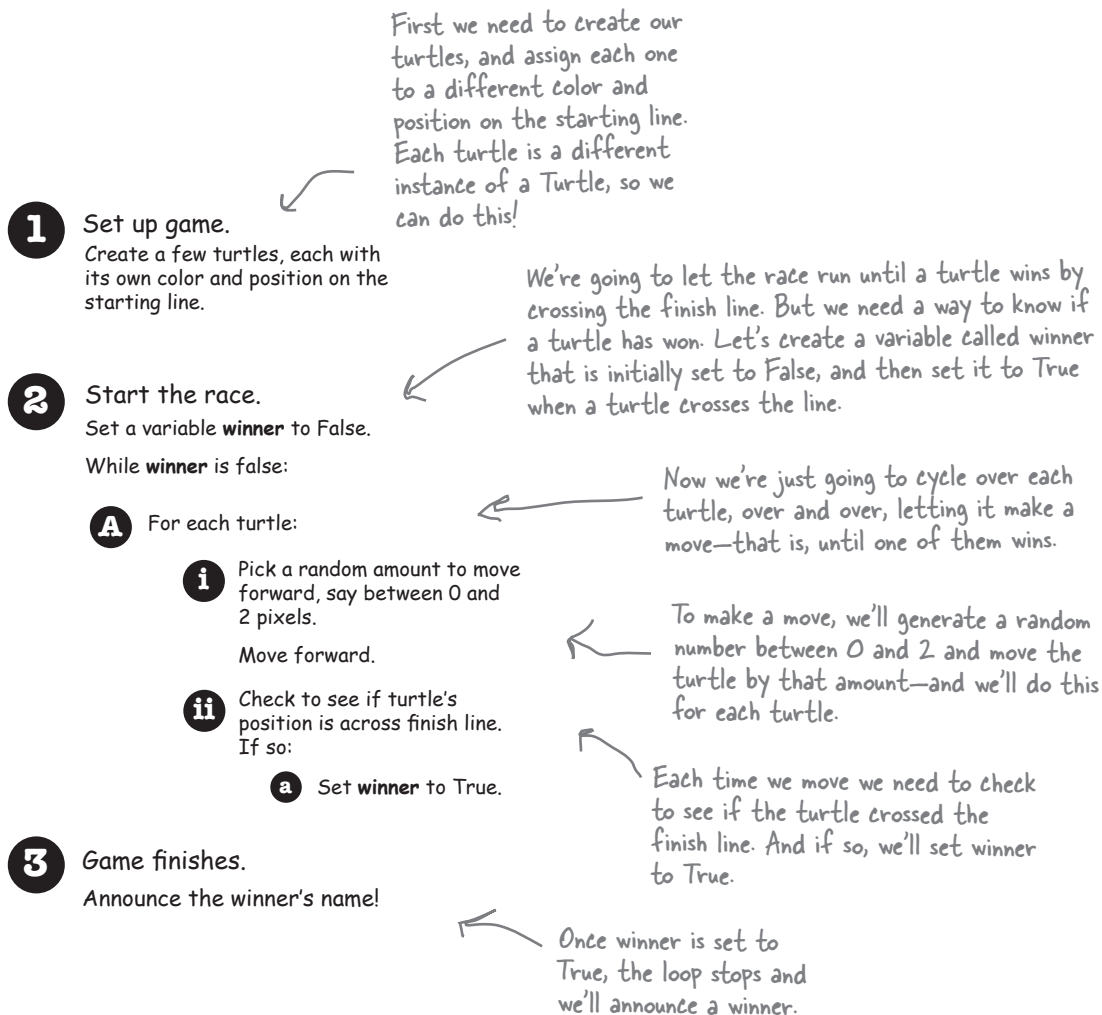 First we need to create our
turtles, and assign each one
to a different color and
position on the starting line.
Each turtle is a different
instance of a Turtle, so we
can do this!
1 Set up game.
Create a few turtles, each with
its own color and position on the
starting line.
We're going to let the race run until a turtle wins by
crossing the finish line. But we need a way to know if
a turtle has won. Let's create a variable called winner
that is initially set to False, and then set it to True
when a turtle crosses the line.
2 Start the race.
Set a variable winner to False.
While winner is false:
Now we're just going to cycle over each
turtle, over and over, letting it make a
move—that is, until one of them wins.
A For each turtle:
i Pick a random amount to move
forward, say between 0 and
2 pixels.
Move forward.
To make a move, we'll generate a random
number between 0 and 2 and move the
turtle by that amount—and we'll do this
for each turtle.
ii Check to see if turtle's
position is across finish line.
If so:
a Set winner to True.
Each time we move we need to check
to see if the turtle crossed the
finish line. And if so, we'll set winner
to True.
3 Game finishes.
Announce the winner's name!
Once winner is set to
True, the loop stops and
we'll announce a winner.